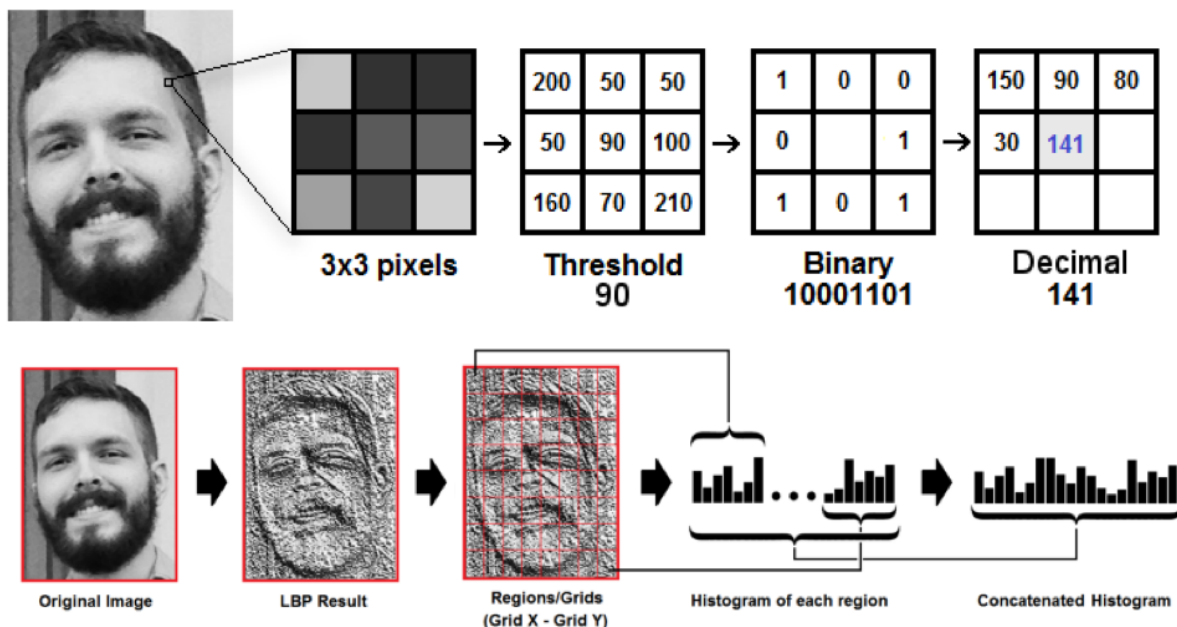 200 50 50
50 90 100
160 70 210
1 0 0
0 1
1 0 1
150 90 80
30 141
3x3 pixels
Threshold
90
Binary
10001101
Decimal
141
Original Image
LBP Result
Regions/Grids
(Grid X - Grid Y)
Histogram of each region
Concatenated Histogram